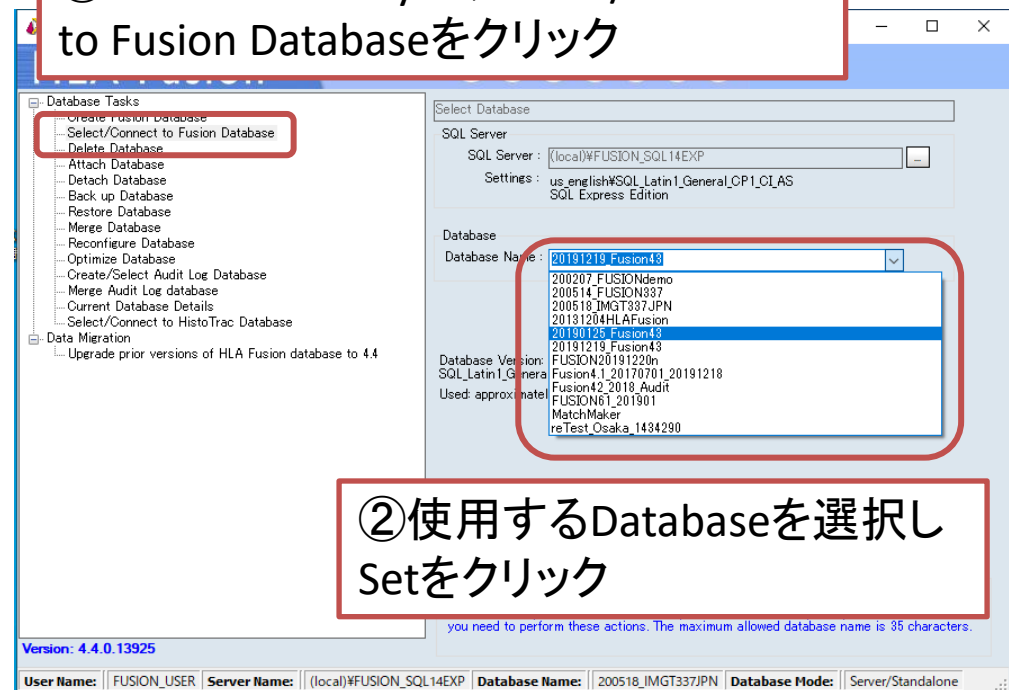 to Fusion Databaseをクリック
Database Tasks
Create Fusion Database
Select/Connect to Fusion Database
Delete Database
Attach Database
Detach Database
Back up Database
Restore Database
Merge Database
Reconfigure Database
Optimize Database
Create/Select Audit Log Database
Merge Audit Log database
Current Database Details
Select/Connect to HistoTrac Database
Data Migration
Upgrade prior versions of HLA Fusion database to 4.4
Select Database
SQL Server
SQL Server : (local)¥FUSION_SQL14EXP ...
Settings : us_english¥SQL_Latin1_General_CP1_CI_AS
SQL Express Edition
Database
Database Name : 20191219_Fusion43
200207_FUSIONdemo
200514_FUSION337
200518_IMGT337JPN
20131204HLAFusion
20190125_Fusion43
20191219_Fusion43
Database Version: FUSION20191220n
SQL_Latin1_Genera Fusion4.1_20170701_20191218
Used: approximatel Fusion42_2018_Audit
FUSION61_201901
MatchMaker
reTest_Osaka_1434290
②使用するDatabaseを選択し
Setをクリック
you need to perform these actions. The maximum allowed database name is 35 characters.
Version: 4.4.0.13925
User Name: FUSION_USER Server Name: (local)¥FUSION_SQL14EXP Database Name: 200518_IMGT337JPN Database Mode: Server/Standalone